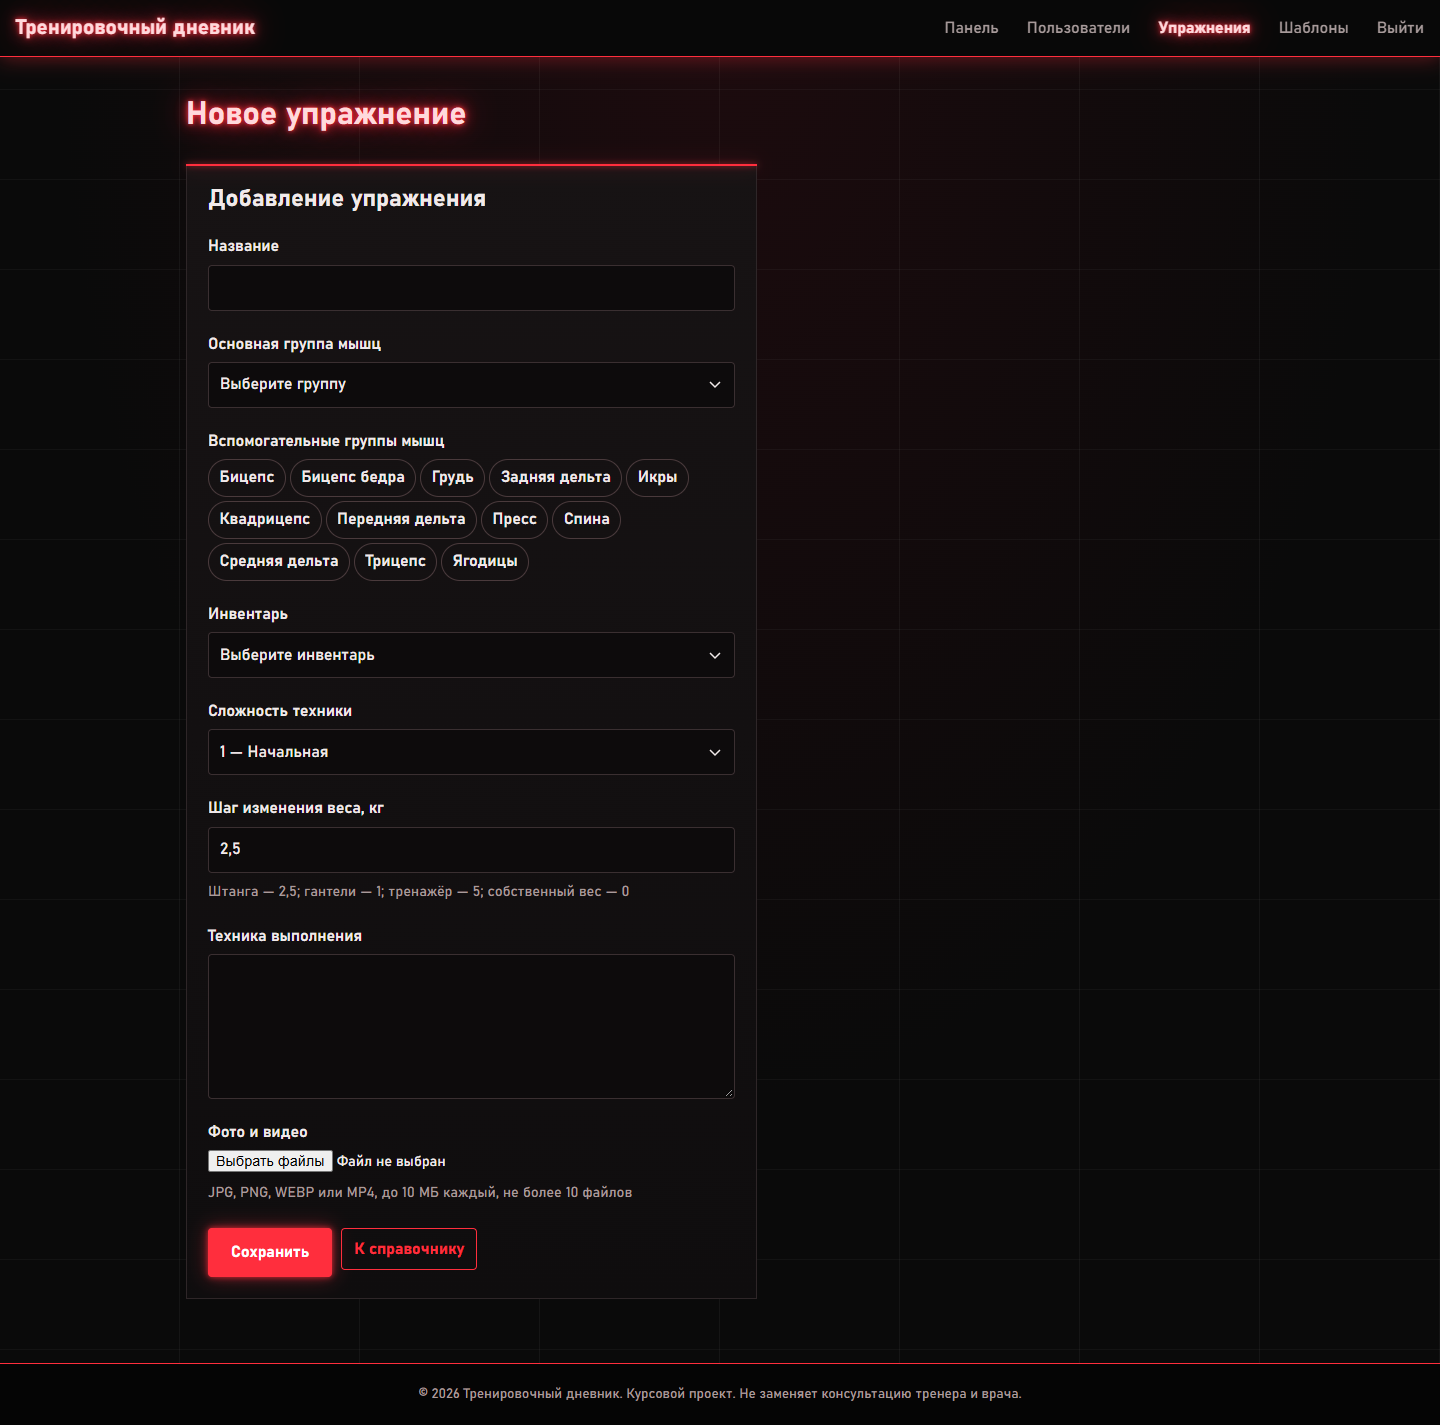 Тренировочный дневник
Панель Пользователи Упражнения Шаблоны Выйти
Новое упражнение
Добавление упражнения
Название
Основная группа мышц
Выберите группу
Вспомогательные группы мышц
Бицепс Бицепс бедра Грудь Задняя дельта Икры
Квадрицепс Передняя дельта Пресс Спина
Средняя дельта Трицепс Ягодицы
Инвентарь
Выберите инвентарь
Сложность техники
1 — Начальная
Шаг изменения веса, кг
2,5
Штанга — 2,5; гантели — 1; тренажёр — 5; собственный вес — 0
Техника выполнения
Фото и видео
Выбрать файлы Файл не выбран
JPG, PNG, WEBP или MP4, до 10 МБ каждый, не более 10 файлов
Сохранить К справочнику
© 2026 Тренировочный дневник. Курсовой проект. Не заменяет консультацию тренера и врача.